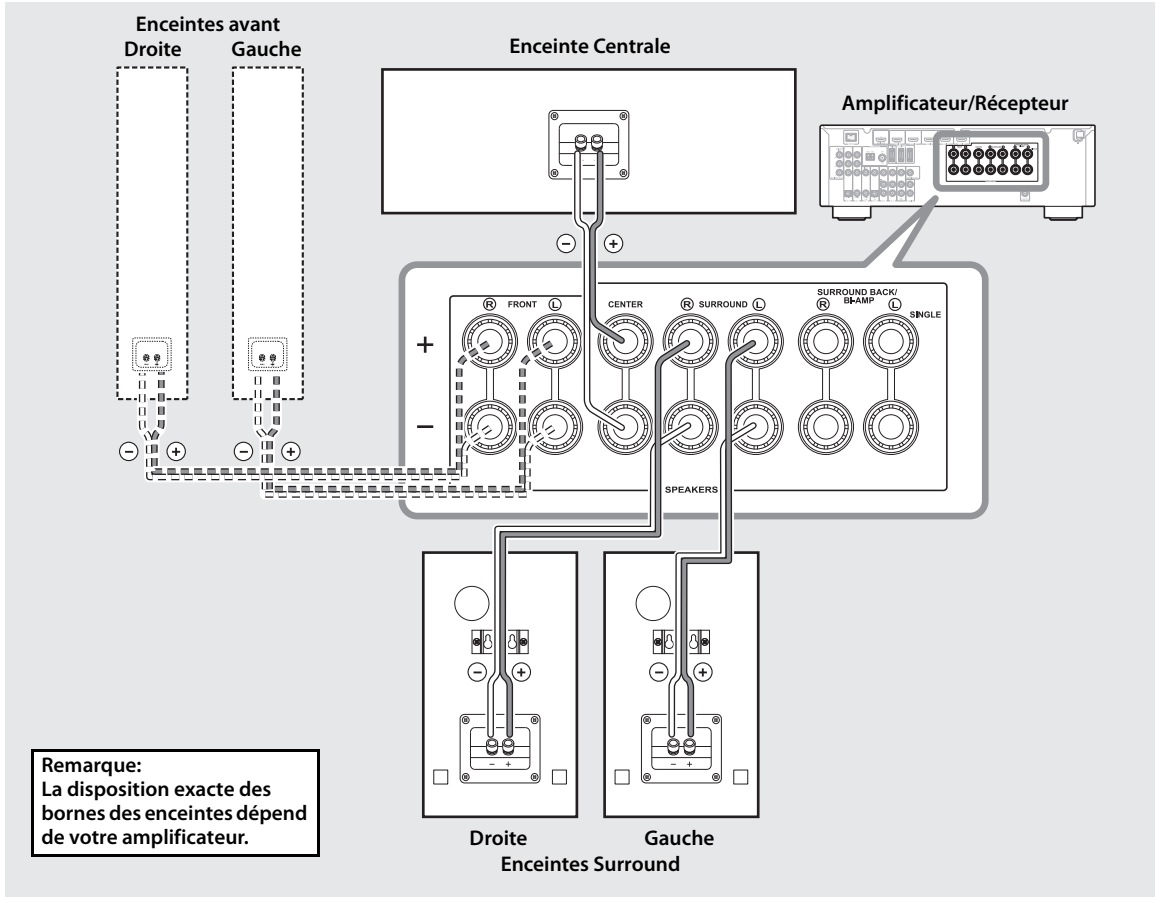 Enceintes avant
Droite
Gauche
Enceinte Centrale
Amplificateur/Récepteur
− +
− +
− +
− +
− +
R FRONT L
CENTER
R SURROUND L
SURROUND BACK/
BI-AMP
R L
SINGLE
+
−
SPEAKERS
− +
− +
− +
− +
Remarque:
La disposition exacte des
bornes des enceintes dépend
de votre amplificateur.
Droite
Gauche
Enceintes Surround